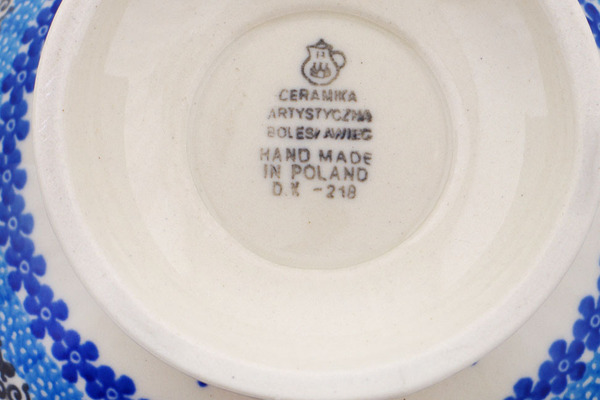 CERAMIKA
ARTYSTYCZNA
BOLESŁAWIEC
HAND MADE
IN POLAND
D.K -218